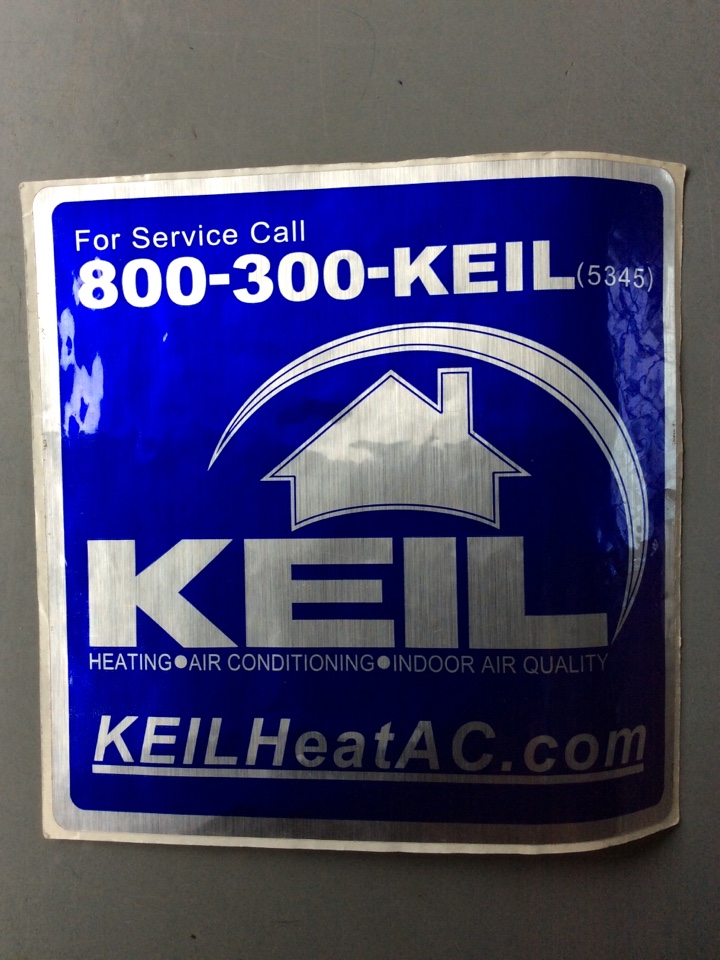 For Service Call
800-300-KEIL(5345)
KEIL
HEATING●AIR CONDITIONING●INDOOR AIR QUALITY
KEILHeatAC.com